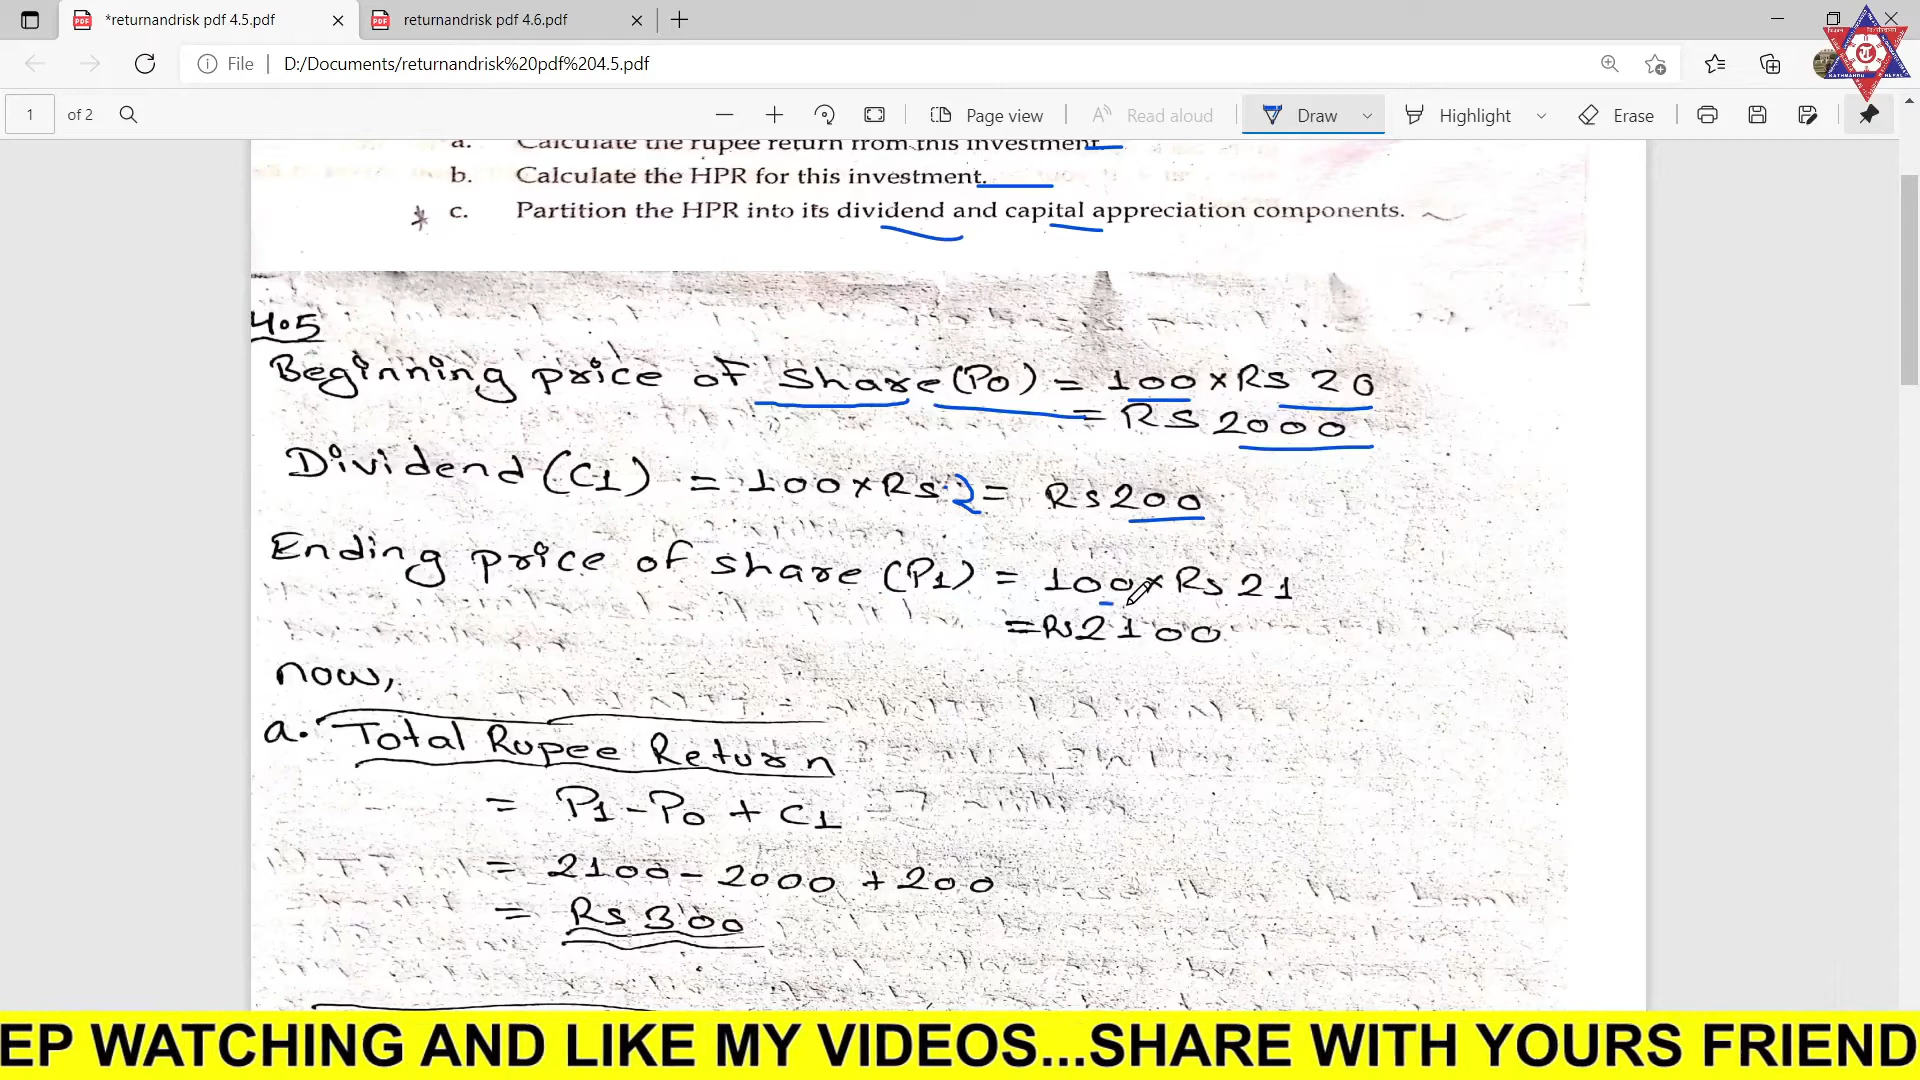 *returnandrisk pdf 4.5.pdf
returnandrisk pdf 4.6.pdf
File
D:/Documents/returnandrisk%20pdf%204.5.pdf
1 of 2
Page view
Read aloud
Draw
Highlight
Erase
a. Calculate the rupee return from this investment.
b. Calculate the HPR for this investment.
* c. Partition the HPR into its dividend and capital appreciation components.
4.5
Beginning price of share (P0) = 100 × Rs 20
= RS 2000
Dividend (C1) = 100 × Rs 2 = Rs 200
Ending price of share (P1) = 100 × Rs 21
= Rs 2100
now,
a. Total Rupee Return
= P1 - P0 + C1
= 2100 - 2000 + 200
= Rs 300
EP WATCHING AND LIKE MY VIDEOS...SHARE WITH YOURS FRIEND